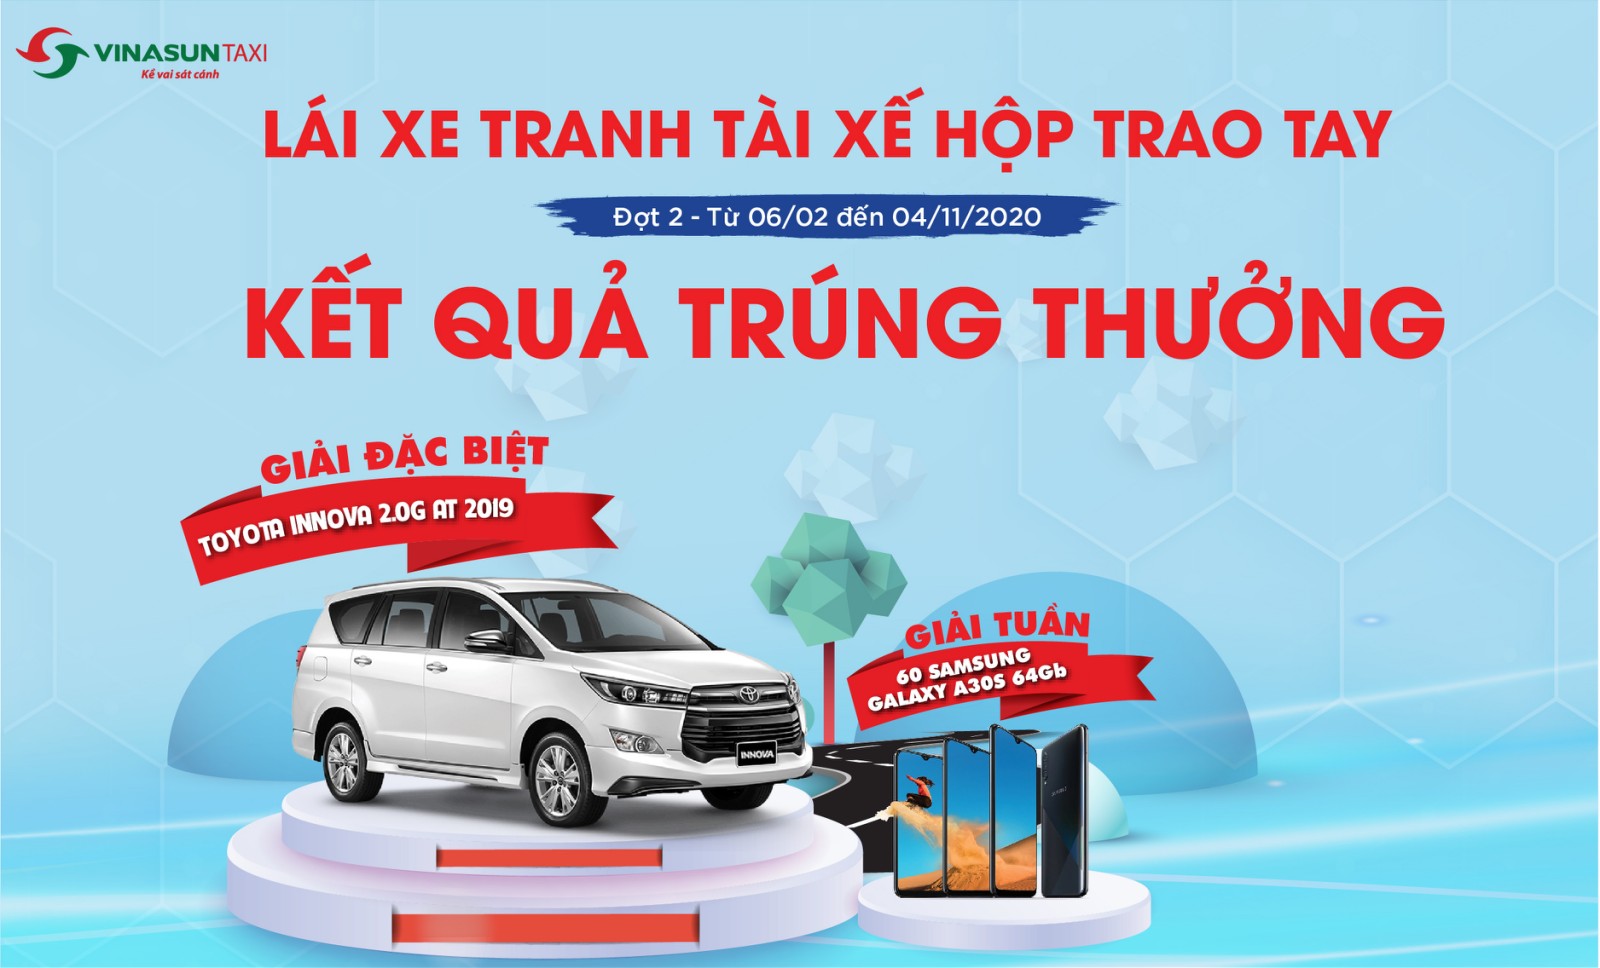 VINASUN TAXI
Kề vai sát cánh
LÁI XE TRANH TÀI XẾ HỘP TRAO TAY
Đợt 2 - Từ 06/02 đến 04/11/2020
KẾT QUẢ TRÚNG THƯỞNG
GIẢI ĐẶC BIỆT
TOYOTA INNOVA 2.0G AT 2019
GIẢI TUẦN
60 SAMSUNG
GALAXY A30S 64Gb
INNOVA